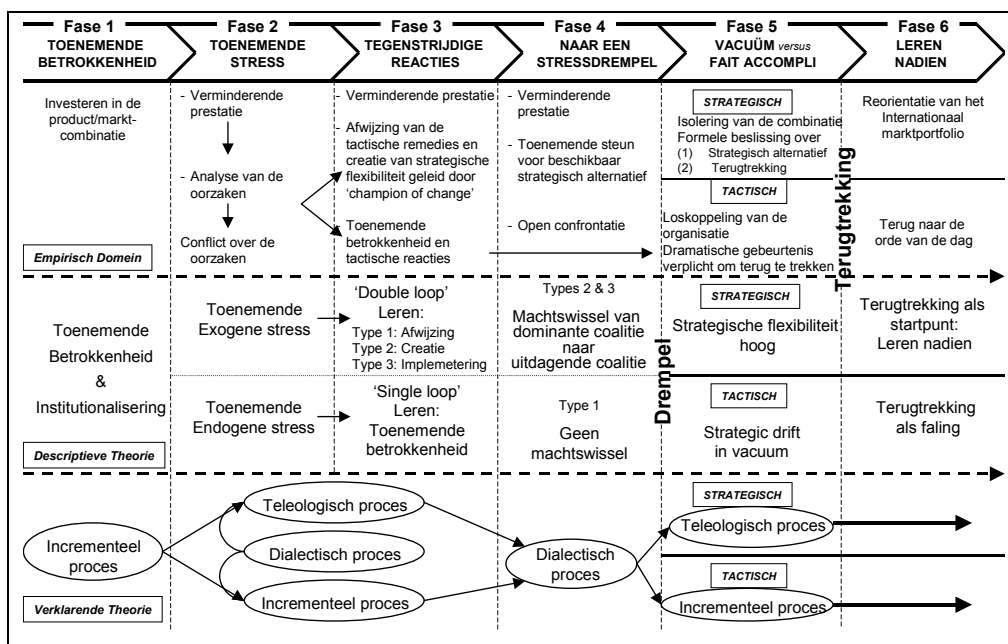 Fase 1
TOENEMENDE
BETROKKENHEID
Fase 2
TOENEMENDE
STRESS
Fase 3
TEGENSTRIJDIGE
REACTIES
Fase 4
NAAR EEN
STRESSDREMPEL
Fase 5
VACUÜM versus
FAIT ACCOMPLI
Fase 6
LEREN
NADIEN
Investeren in de
product/markt-
combinatie
Empirisch Domein
- Verminderende
prestatie
- Analyse van de
oorzaken
Conflict over de
oorzaken
- Verminderende prestatie
- Afwijzing van de
tactische remedies en
creatie van strategische
flexibiliteit geleid door
‘champion of change’
- Toenemende
betrokkenheid en
tactische reacties
- Verminderende
prestatie
- Toenemende steun
voor beschikbaar
strategisch alternatief
- Open confrontatie
STRATEGISCH
Isolering van de combinatie
Formele beslissing over
(1) Strategisch alternatief
(2) Terugtrekking
TACTISCH
Loskoppeling van de
organisatie
Dramatische gebeurtenis
verplicht om terug te trekken
Terugtrekking
Reorientatie van het
Internationaal
marktportfolio
Terug naar de
orde van de dag
Toenemende
Betrokkenheid
&
Institutionalisering
Descriptieve Theorie
Toenemende
Exogene stress
Toenemende
Endogene stress
‘Double loop’
Leren:
Type 1: Afwijzing
Type 2: Creatie
Type 3: Implemetering
‘Single loop’
Leren:
Toenemende
betrokkenheid
Types 2 & 3
Machtswissel van
dominante coalitie
naar
uitdagende coalitie
Type 1
Geen
machtswissel
Drempel
STRATEGISCH
Strategische flexibiliteit
hoog
TACTISCH
Strategic drift
in vacuum
Terugtrekking als
startpunt:
Leren nadien
Terugtrekking
als faling
Incrementeel
proces
Verklarende Theorie
Teleologisch proces
Dialectisch proces
Incrementeel proces
Dialectisch
proces
STRATEGISCH
Teleologisch proces
TACTISCH
Incrementeel proces